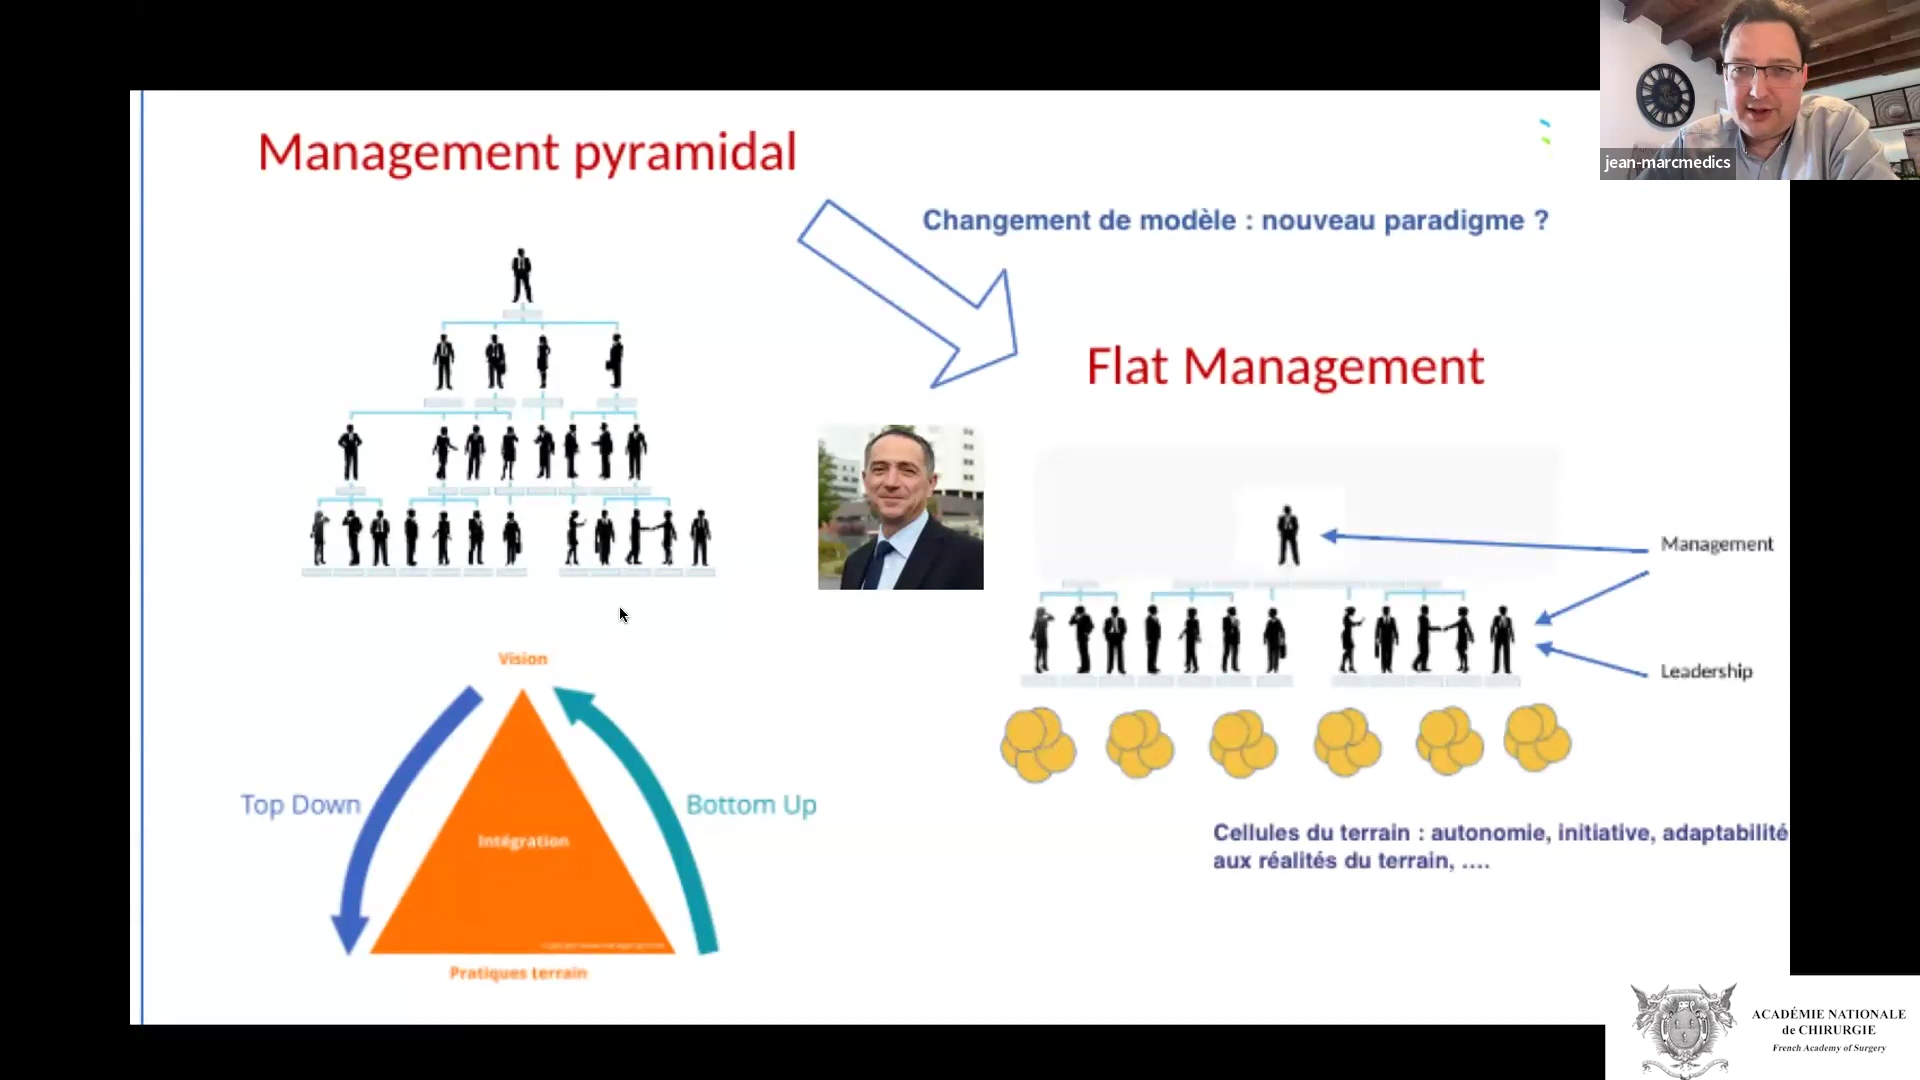 jean-marcmedics
Management pyramidal
Changement de modèle : nouveau paradigme ?
Flat Management
Management
Leadership
Vision
Top Down
Bottom Up
Intégration
Pratiques terrain
Cellules du terrain : autonomie, initiative, adaptabilité
aux réalités du terrain, ....
ACADÉMIE NATIONALE
de CHIRURGIE
French Academy of Surgery